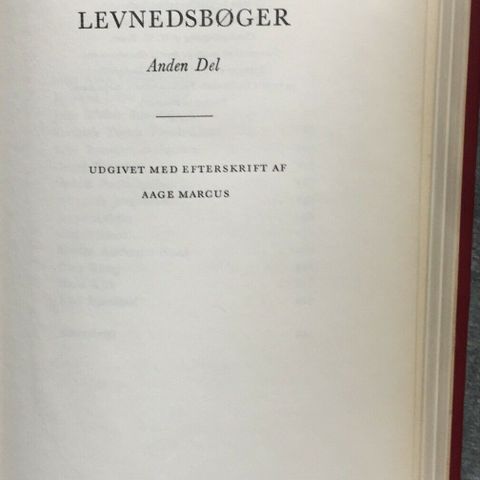 LEVNEDSBØGER
Anden Del
UDGIVET MED EFTERSKRIFT AF
AAGE MARCUS